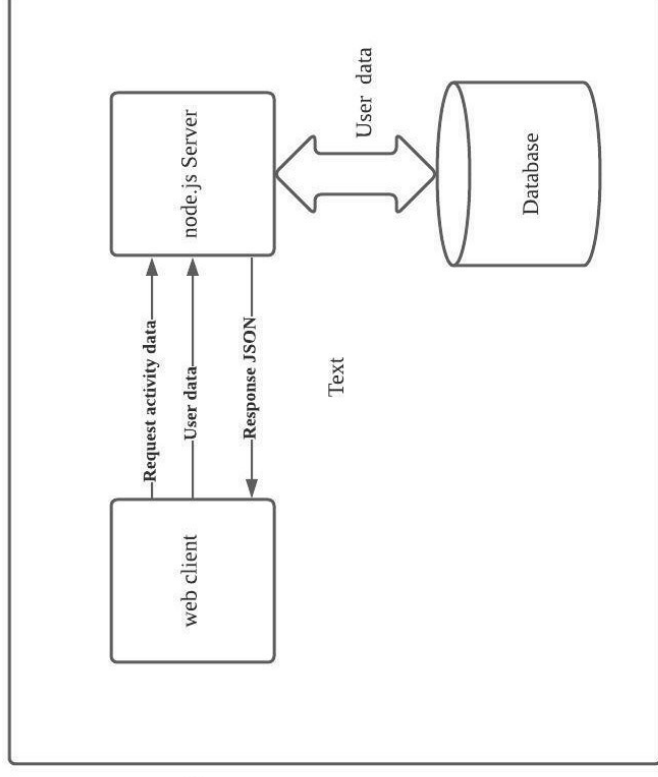 web client
Request activity data
User data
Response JSON
node.js Server
User data
Database
Text